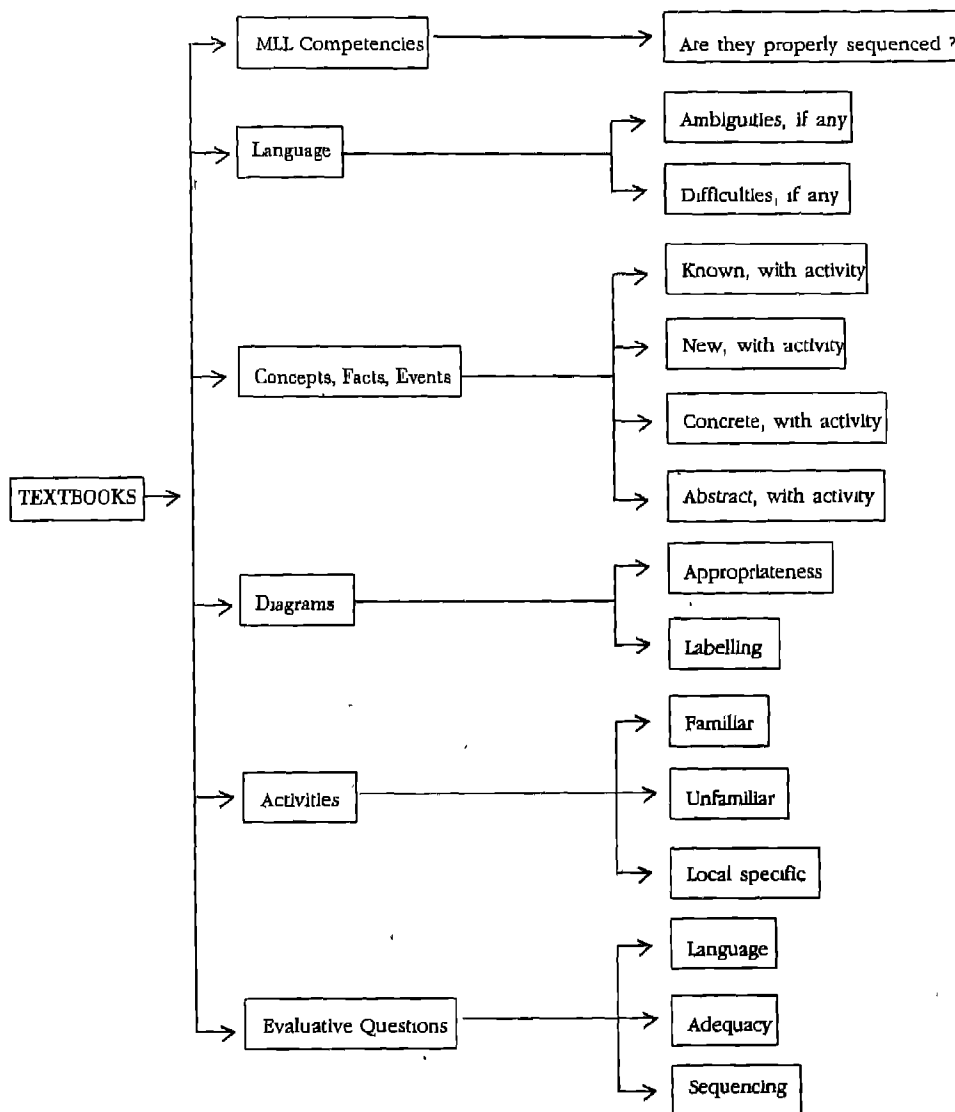 MLL Competencies
Are they properly sequenced ?
Language
Ambiguities, if any
Difficulties, if any
Concepts, Facts, Events
Known, with activity
New, with activity
Concrete, with activity
Abstract, with activity
TEXTBOOKS
Diagrams
Appropriateness
Labelling
Activities
Familiar
Unfamiliar
Local specific
Evaluative Questions
Language
Adequacy
Sequencing